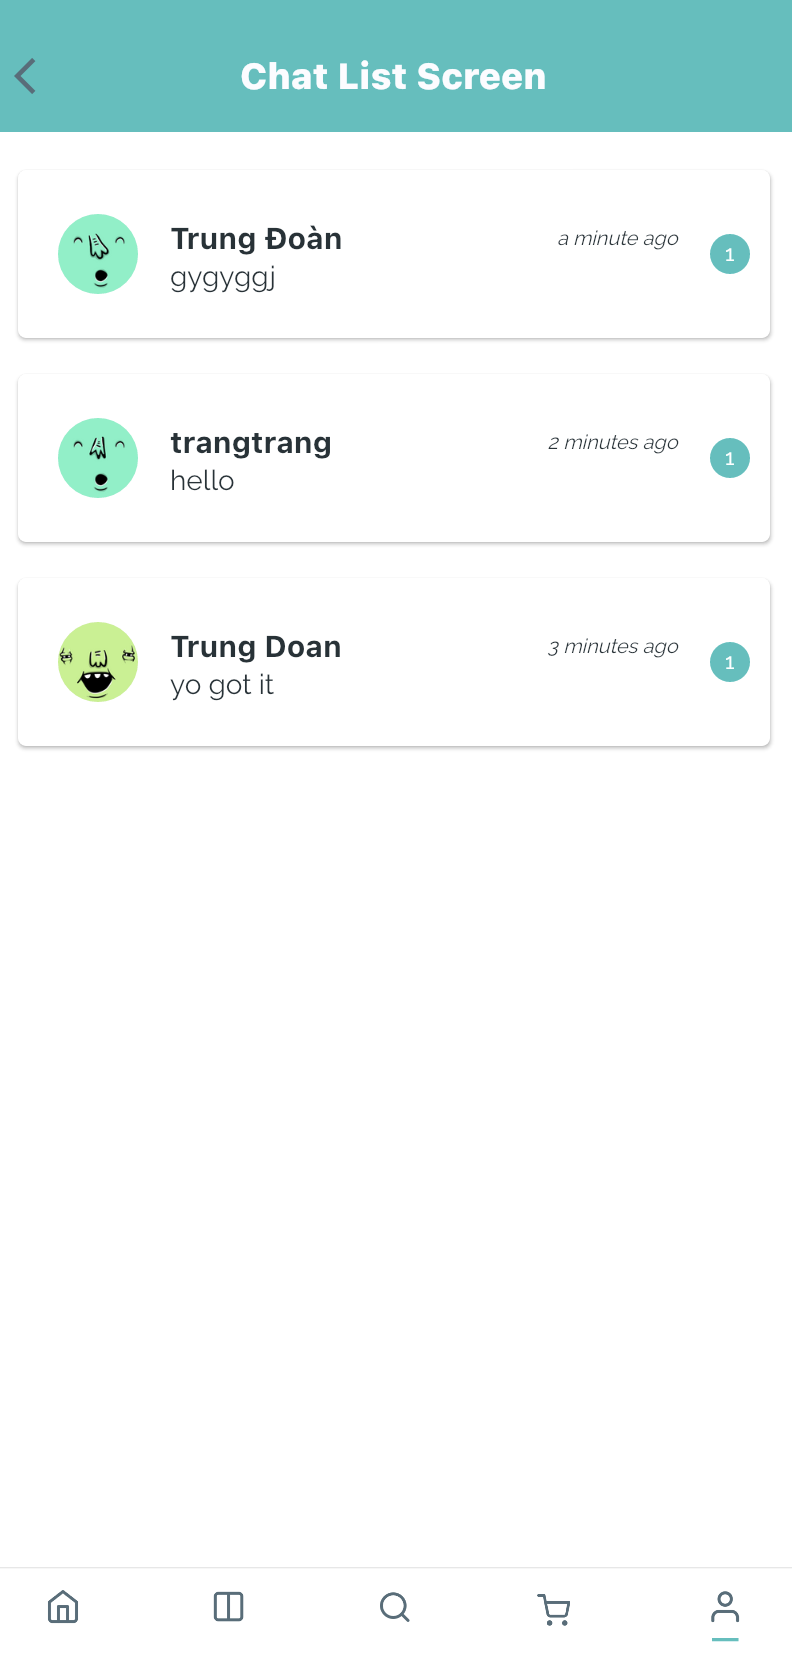 Chat List Screen
Trung Đoàn
a minute ago
1
gygyggj
trangtrang
2 minutes ago
1
hello
Trung Doan
3 minutes ago
1
yo got it